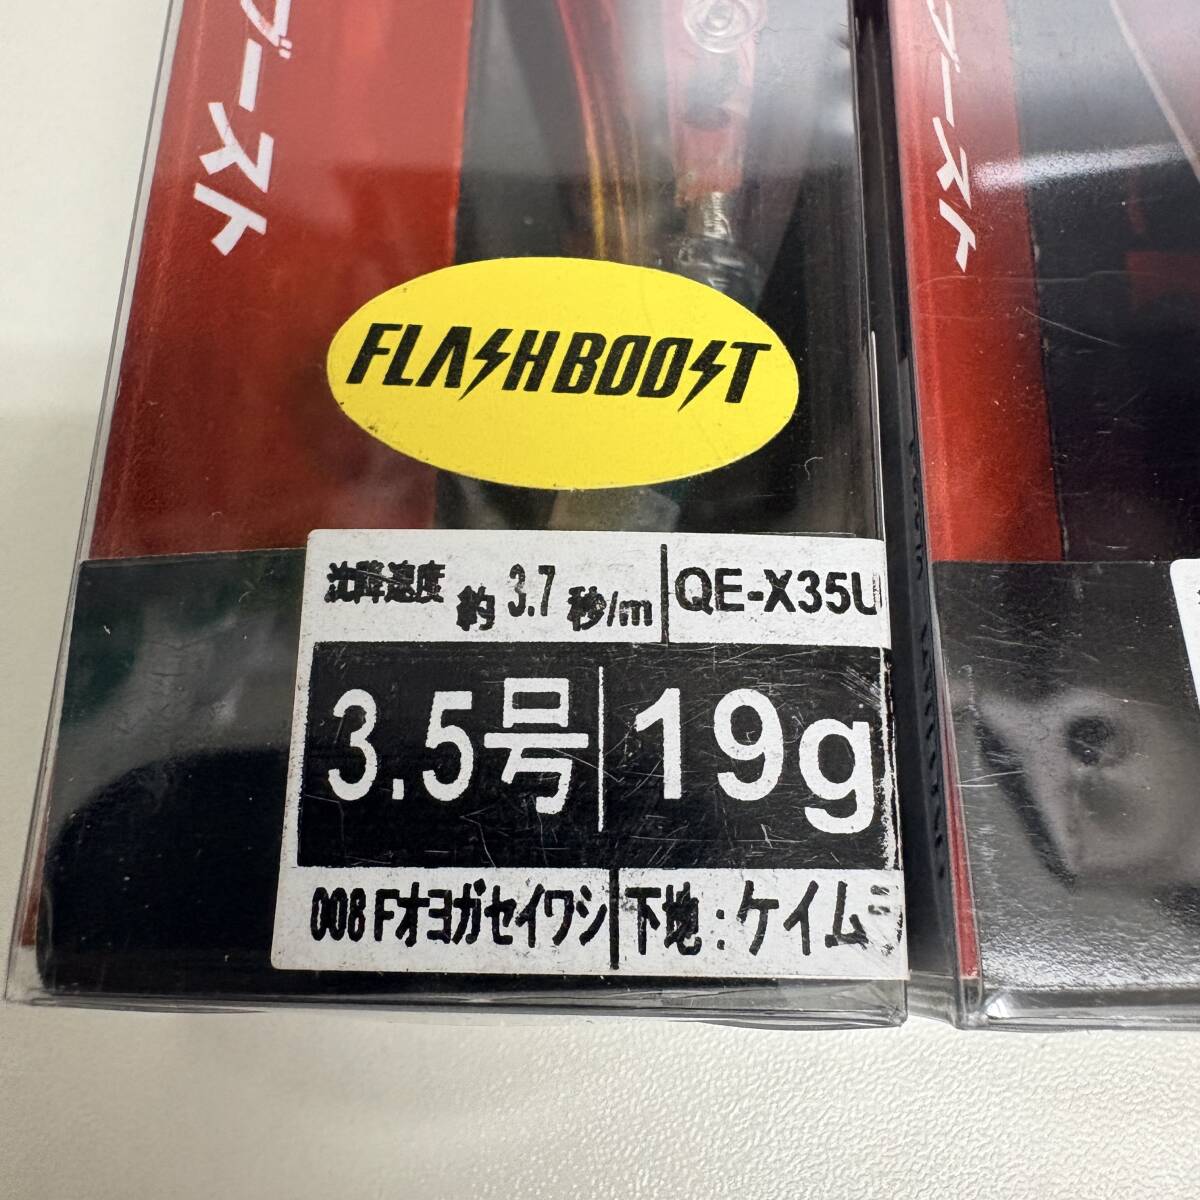 ブースト
ブースト
FLASHBOOST
沈降速度 約3.7秒/m
QE-X35U
3.5号
19g
008 Fオヨガセイワシ
下地:ケイム